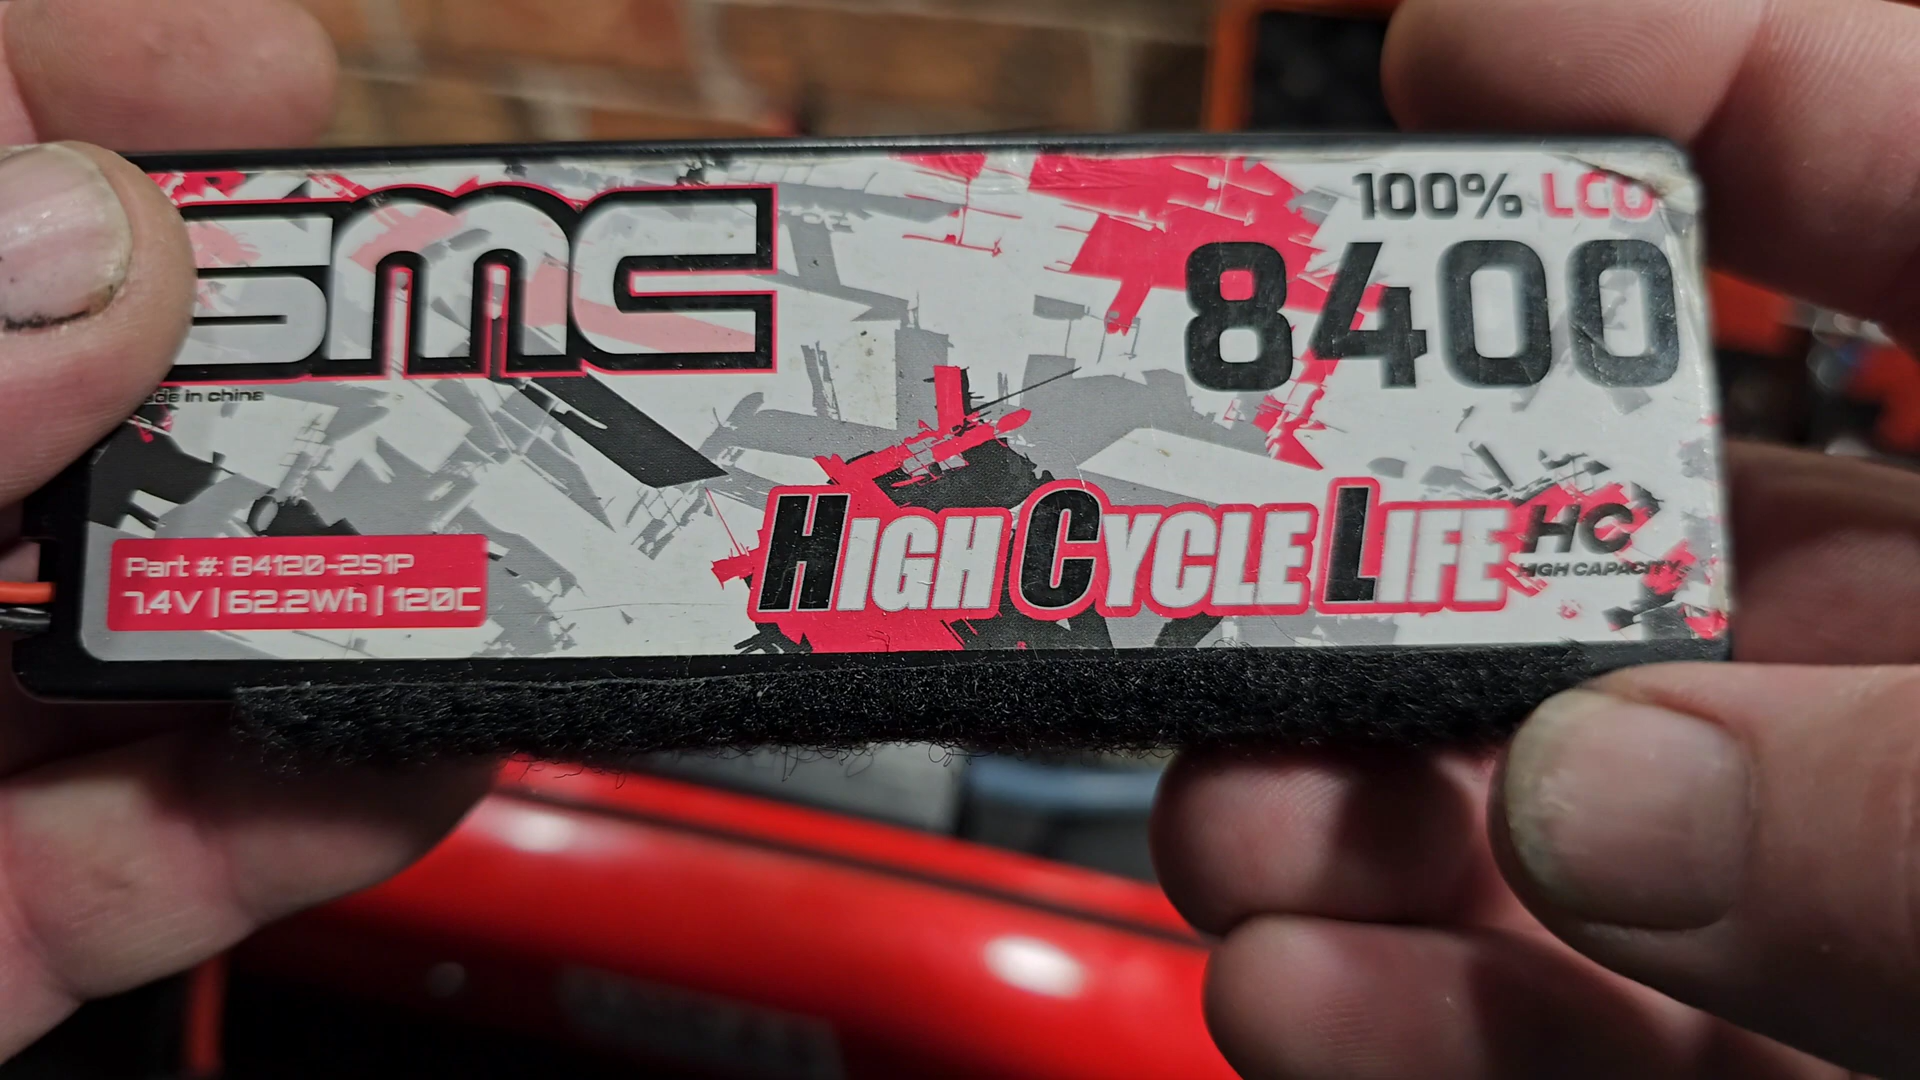 smc
ade in china
100% LCO
8400
HIGH CYCLE LIFE
HC
HIGH CAPACITY
Part #: 84120-2S1P
7.4V | 62.2Wh | 120C